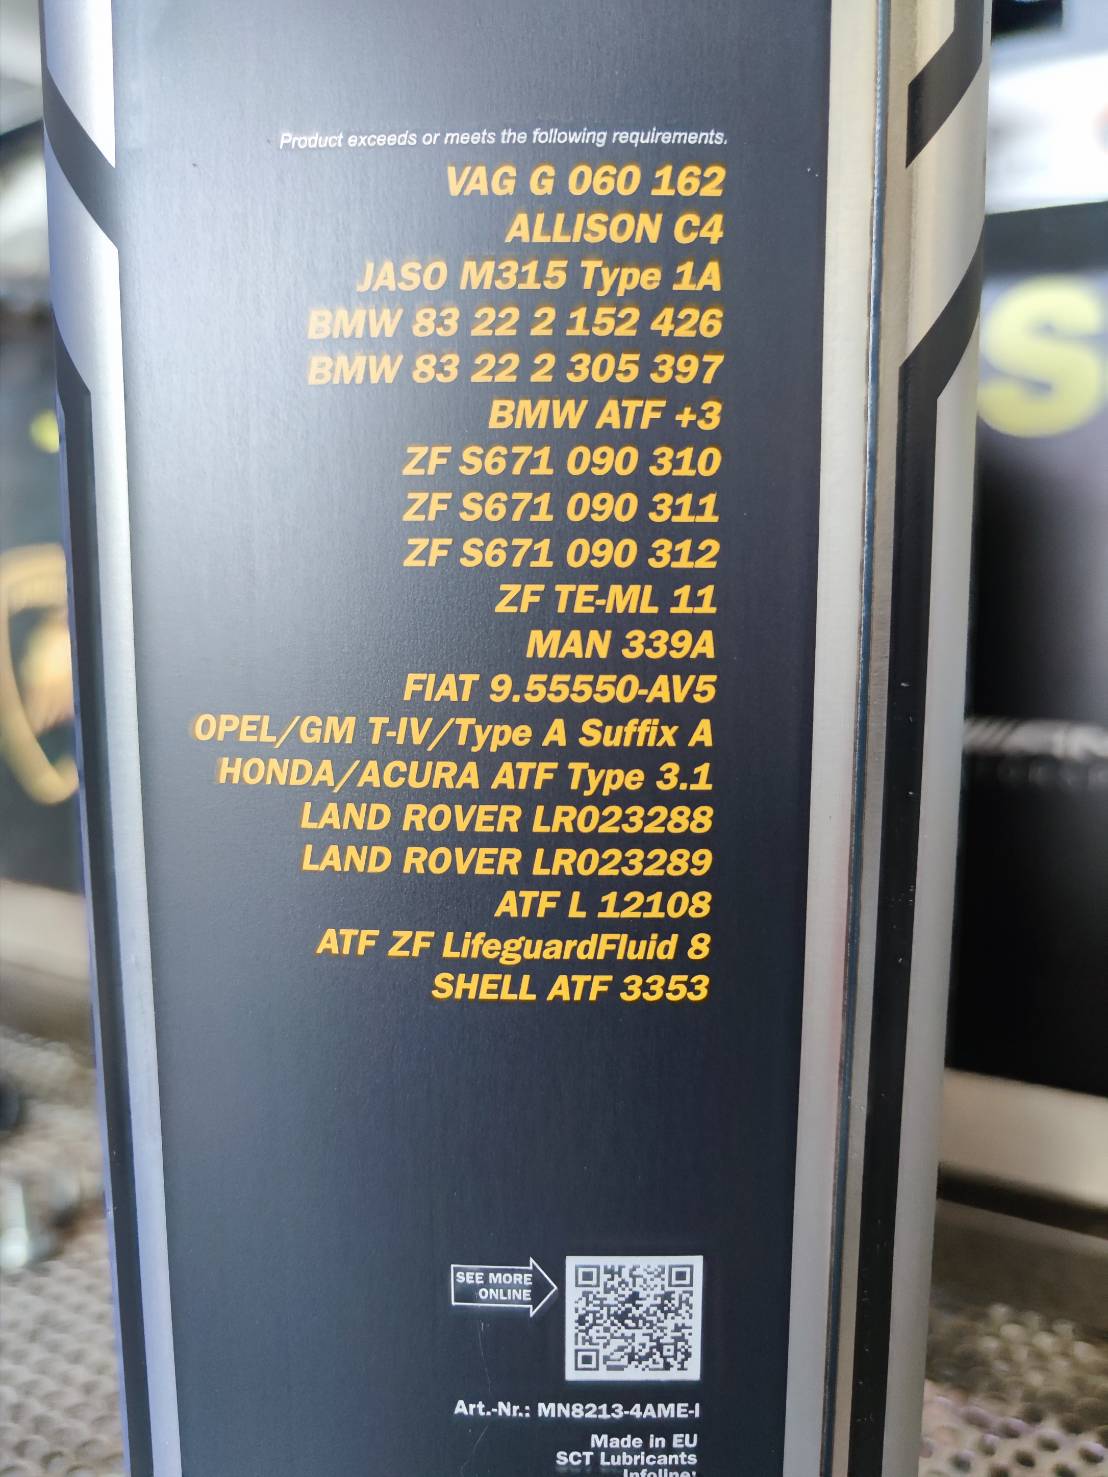 Product exceeds or meets the following requirements.
VAG G 060 162
ALLISON C4
JASO M315 Type 1A
BMW 83 22 2 152 426
BMW 83 22 2 305 397
BMW ATF +3
ZF S671 090 310
ZF S671 090 311
ZF S671 090 312
ZF TE-ML 11
MAN 339A
FIAT 9.55550-AV5
OPEL/GM T-IV/Type A Suffix A
HONDA/ACURA ATF Type 3.1
LAND ROVER LR023288
LAND ROVER LR023289
ATF L 12108
ATF ZF LifeguardFluid 8
SHELL ATF 3353
SEE MORE
ONLINE
Art.-Nr.: MN8213-4AME-I
Made in EU
SCT Lubricants
Infoline:
S